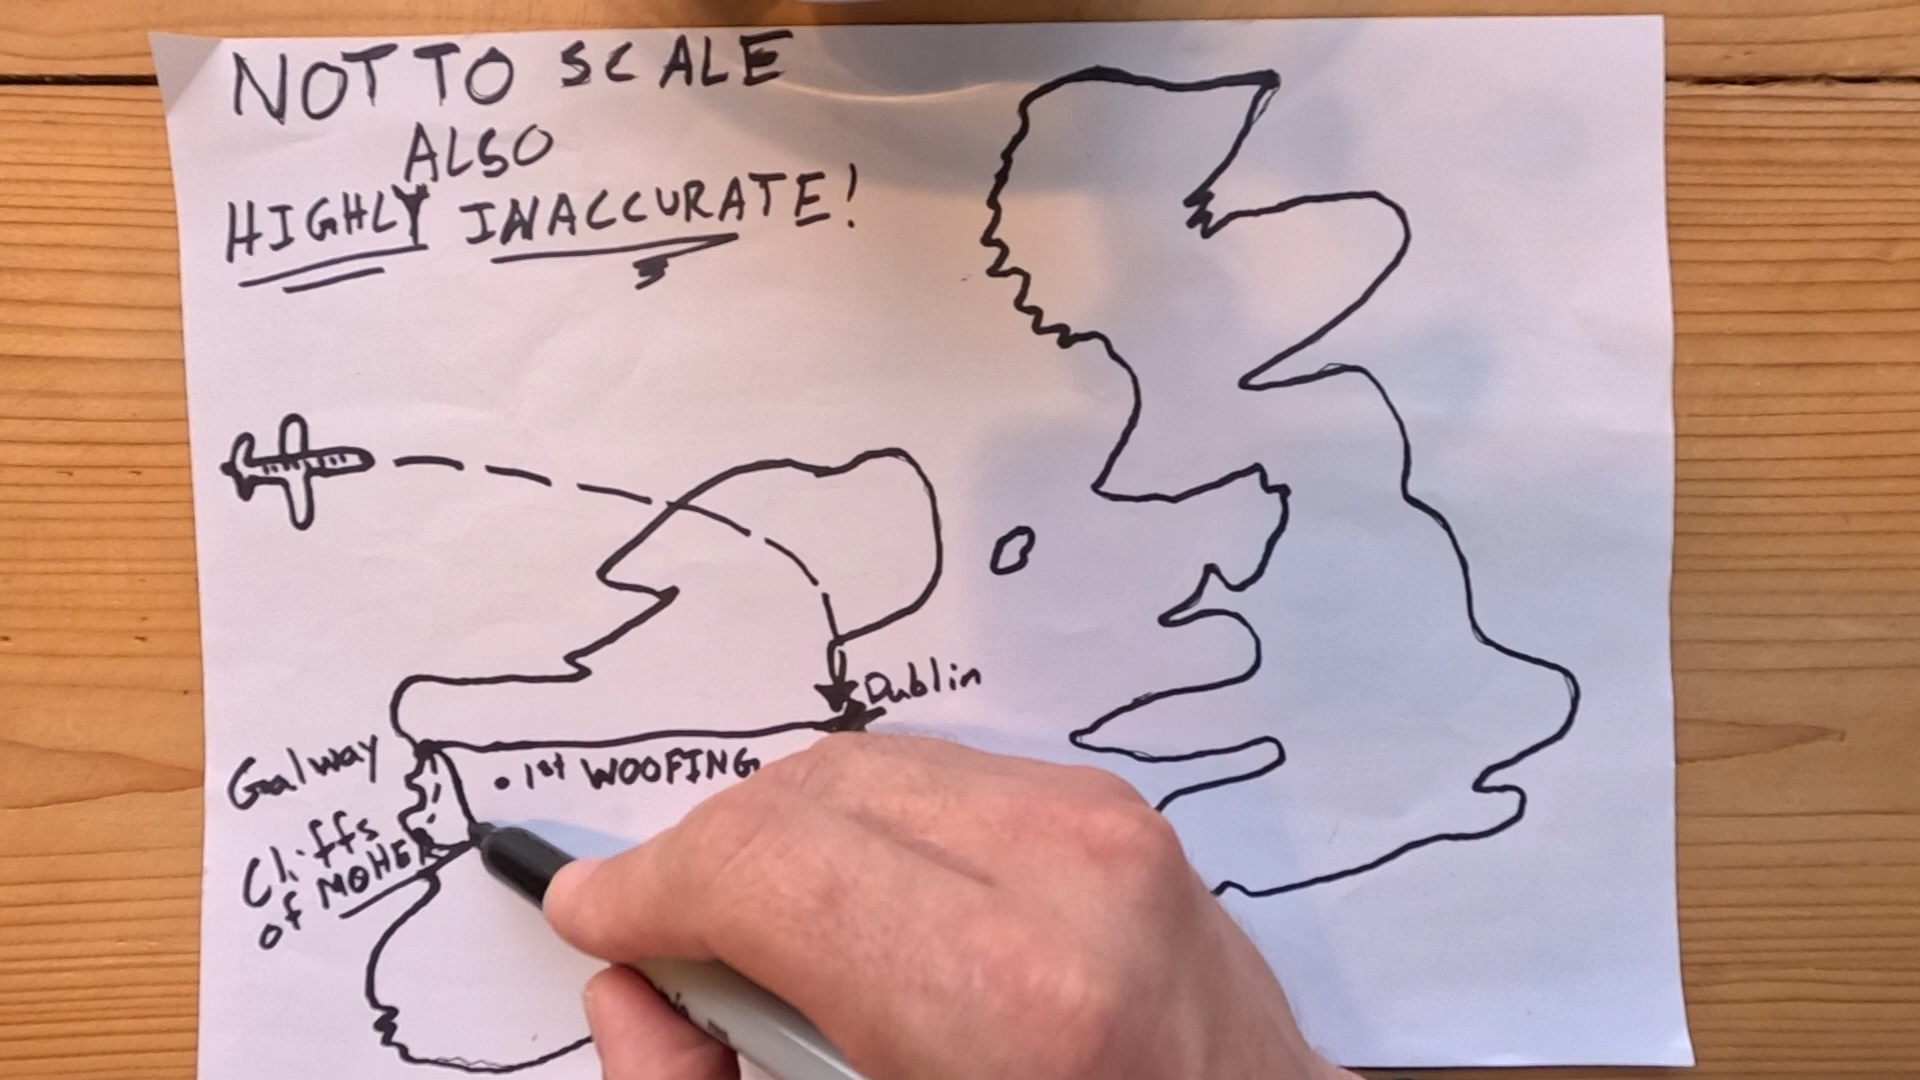 NOT TO SCALE
ALSO
HIGHLY INACCURATE!
Dublin
Galway
• 1st WOOFING
Cliffs
of MOHER